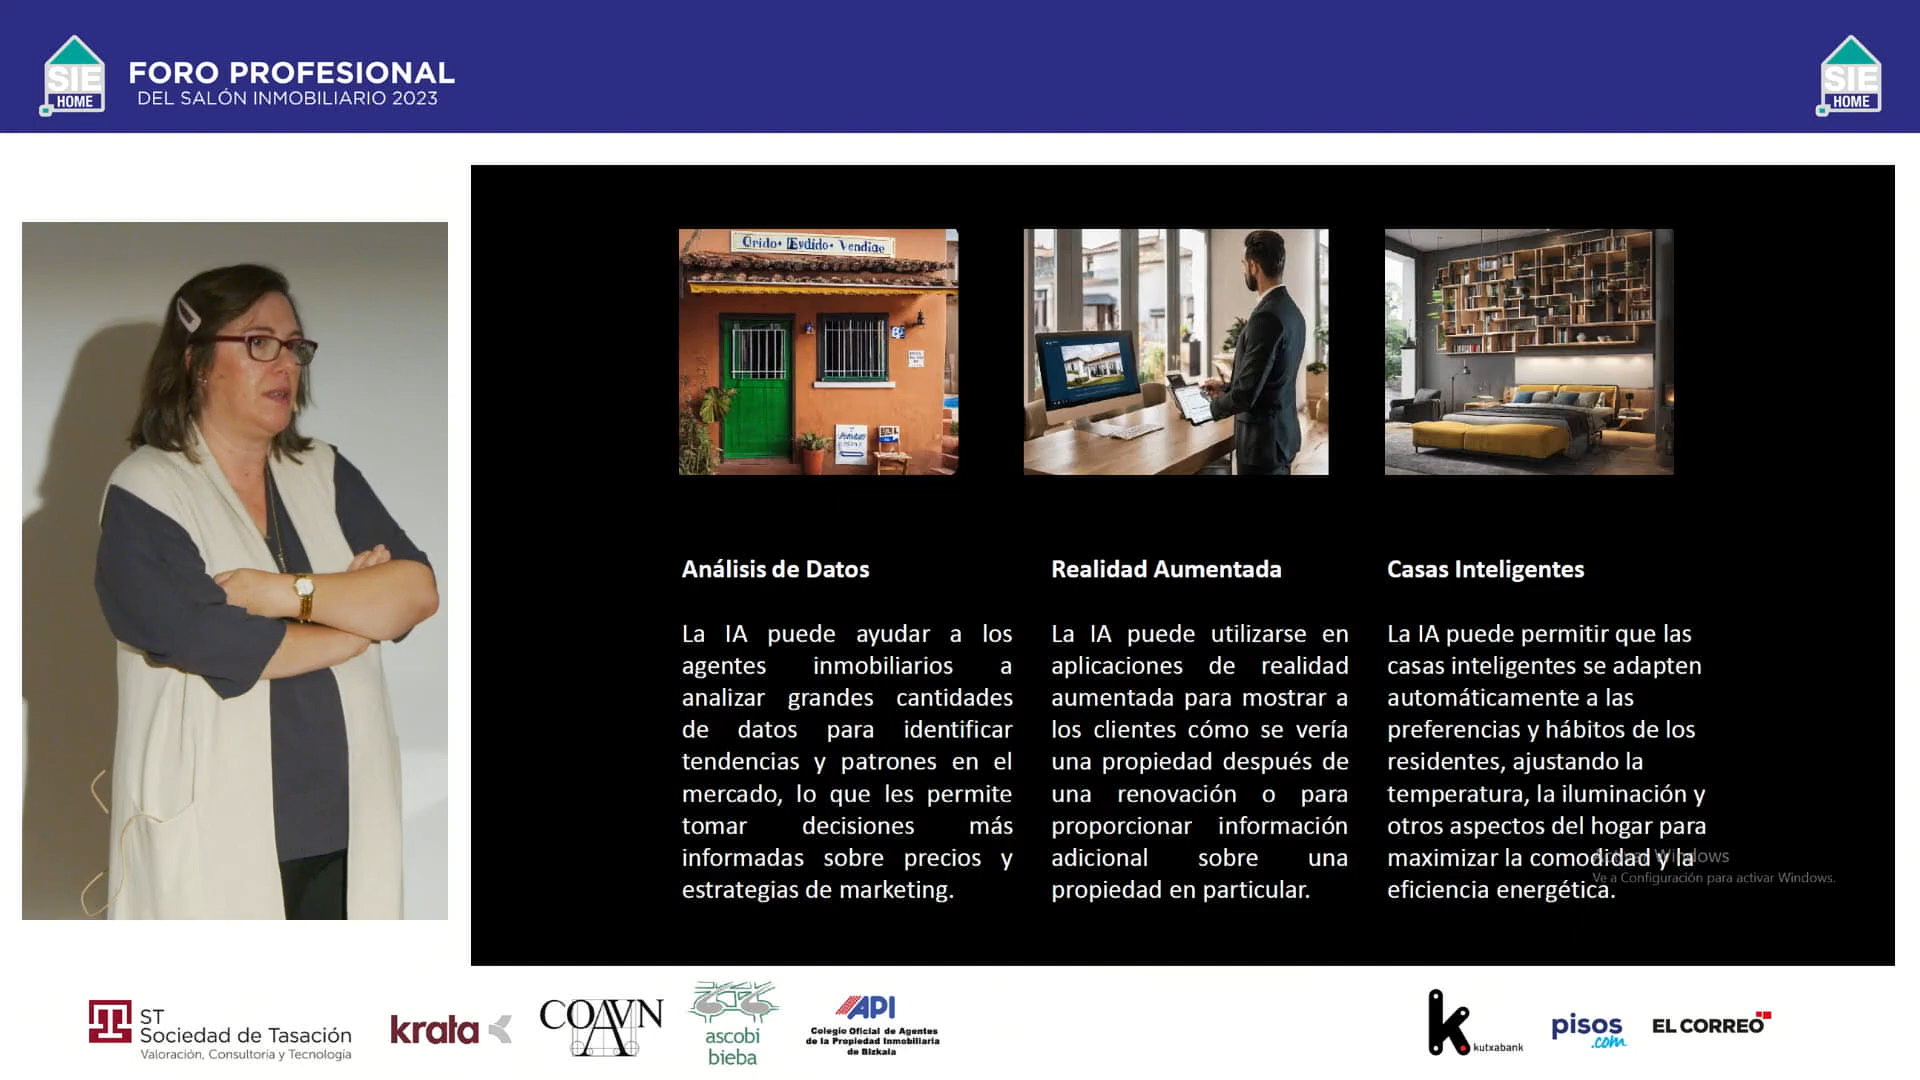 SIE
HOME
FORO PROFESIONAL
DEL SALÓN INMOBILIARIO 2023
SIE
HOME
Análisis de Datos
La IA puede ayudar a los
agentes inmobiliarios a
analizar grandes cantidades
de datos para identificar
tendencias y patrones en el
mercado, lo que les permite
tomar decisiones más
informadas sobre precios y
estrategias de marketing.
Realidad Aumentada
La IA puede utilizarse en
aplicaciones de realidad
aumentada para mostrar a
los clientes cómo se vería
una propiedad después de
una renovación o para
proporcionar información
adicional sobre una
propiedad en particular.
Casas Inteligentes
La IA puede permitir que las
casas inteligentes se adapten
automáticamente a las
preferencias y hábitos de los
residentes, ajustando la
temperatura, la iluminación y
otros aspectos del hogar para
maximizar la comodidad y la
eficiencia energética.
Activar Windows
Ve a Configuración para activar Windows.
ST
Sociedad de Tasación
Valoración, Consultoría y Tecnología
krata
COAVN
ascobi
bieba
API
Colegio Oficial de Agentes
de la Propiedad Inmobiliaria
de Bizkaia
k
kutxabank
pisos
.com
EL CORREO